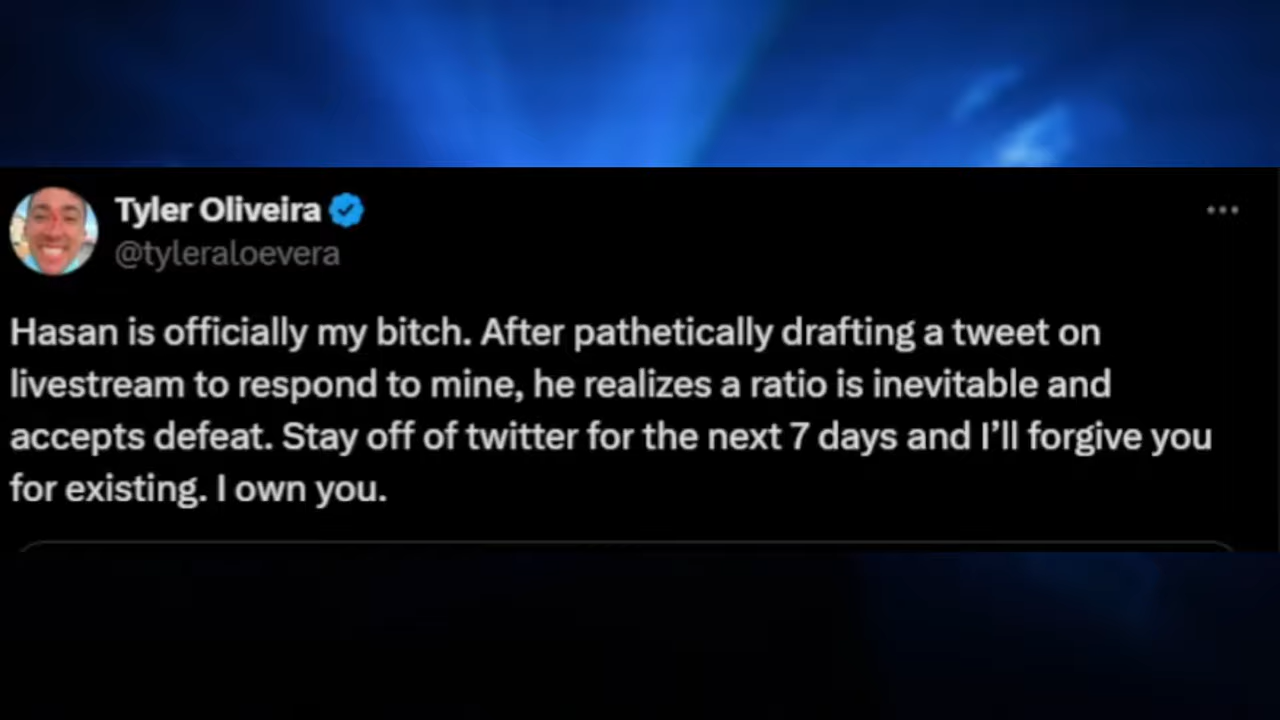 Tyler Oliveira
@tyleraloevera
Hasan is officially my bitch. After pathetically drafting a tweet on
livestream to respond to mine, he realizes a ratio is inevitable and
accepts defeat. Stay off of twitter for the next 7 days and I’ll forgive you
for existing. I own you.